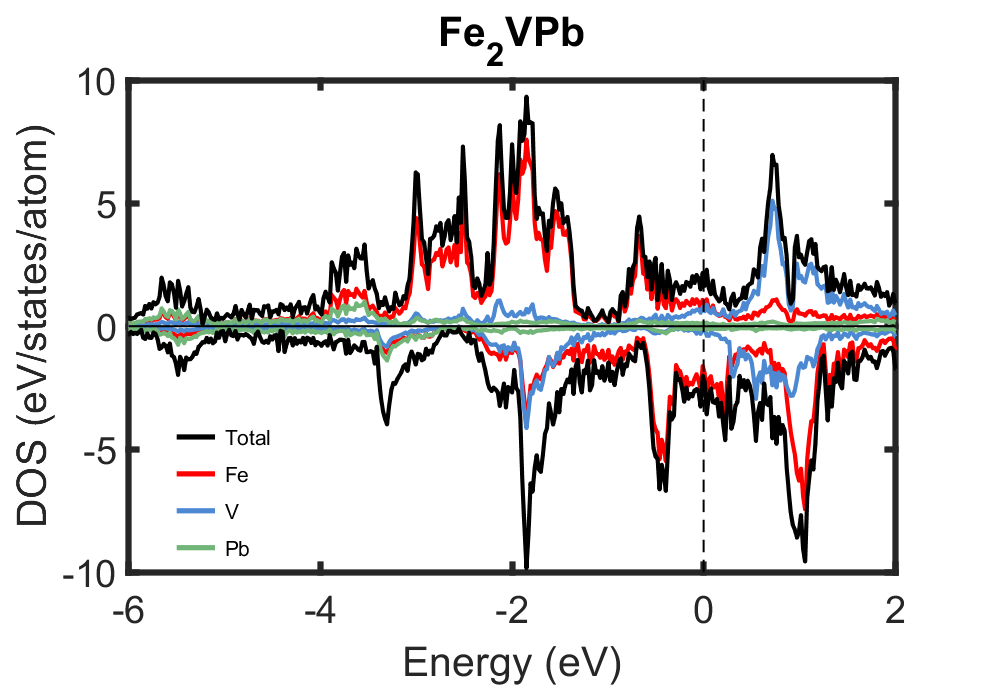 Fe₂VPb
DOS (eV/states/atom)
10
5
0
-5
-10
Total
Fe
V
Pb
-6 -4 -2 0 2
Energy (eV)